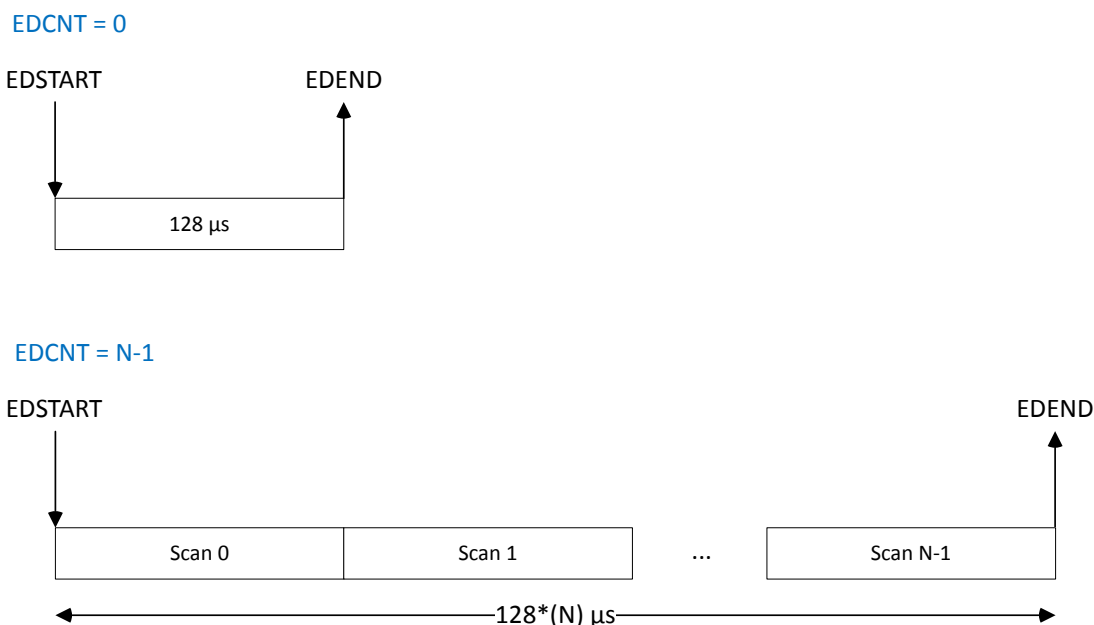 EDCNT = 0
EDSTART EDEND
128 µs
EDCNT = N-1
EDSTART EDEND
Scan 0 Scan 1 ... Scan N-1
128*(N) µs